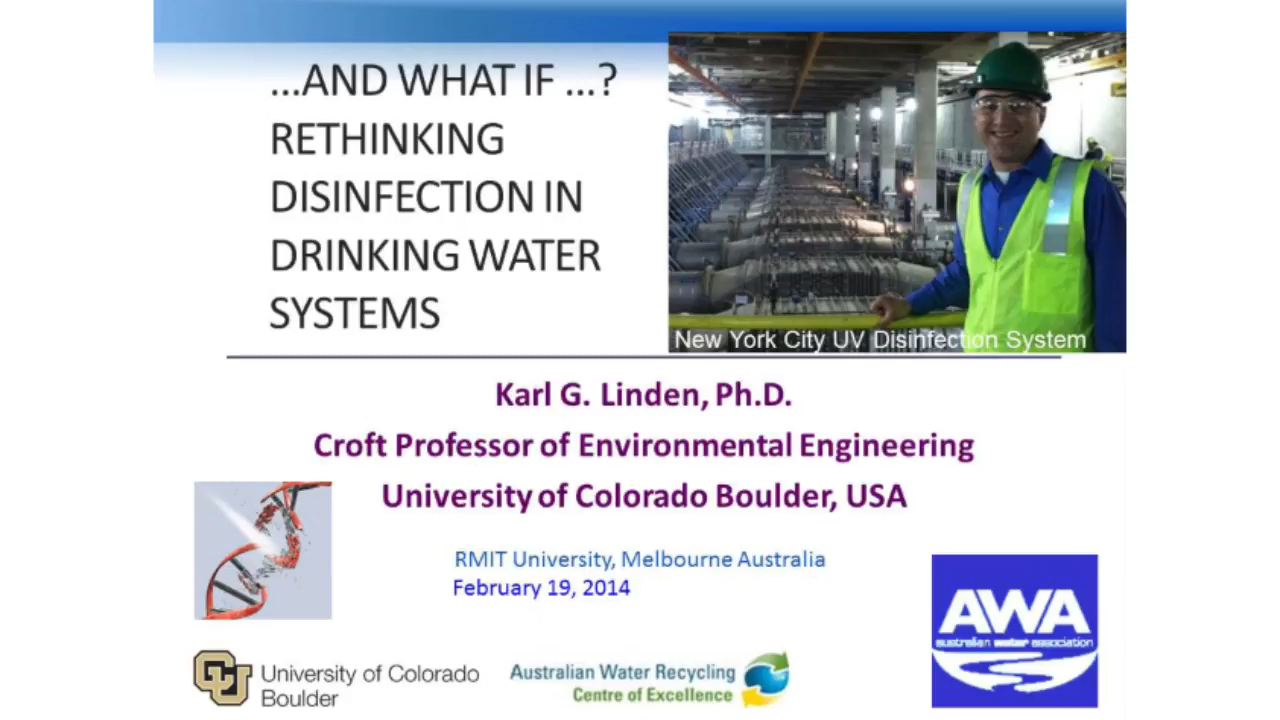 ...AND WHAT IF ...?
RETHINKING
DISINFECTION IN
DRINKING WATER
SYSTEMS
New York City UV Disinfection System
Karl G. Linden, Ph.D.
Croft Professor of Environmental Engineering
University of Colorado Boulder, USA
RMIT University, Melbourne Australia
February 19, 2014
CU
University of Colorado
Boulder
Australian Water Recycling
Centre of Excellence
AWA
australian water association